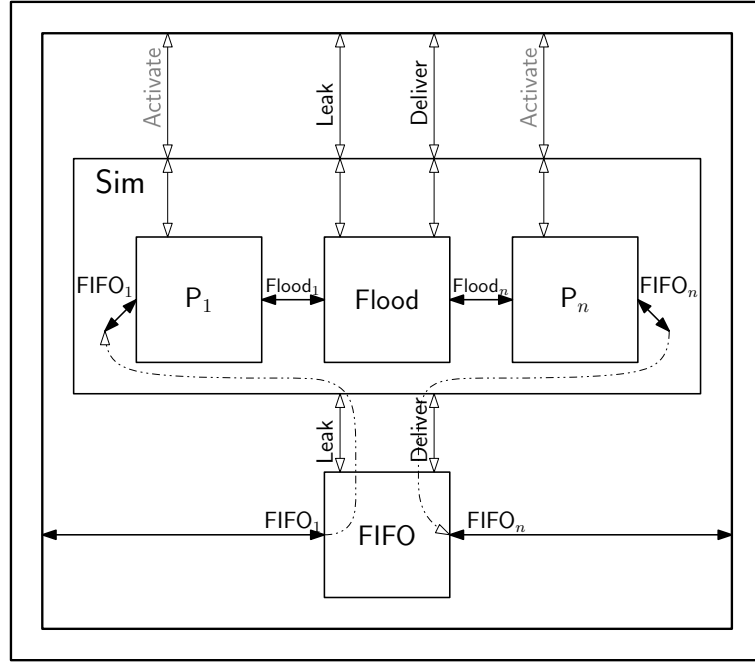 Activate
Leak
Deliver
Activate
Sim
FIFO₁
P₁
Flood₁
Flood
Floodₙ
Pₙ
FIFOₙ
Leak
Deliver
FIFO₁
FIFO
FIFOₙ